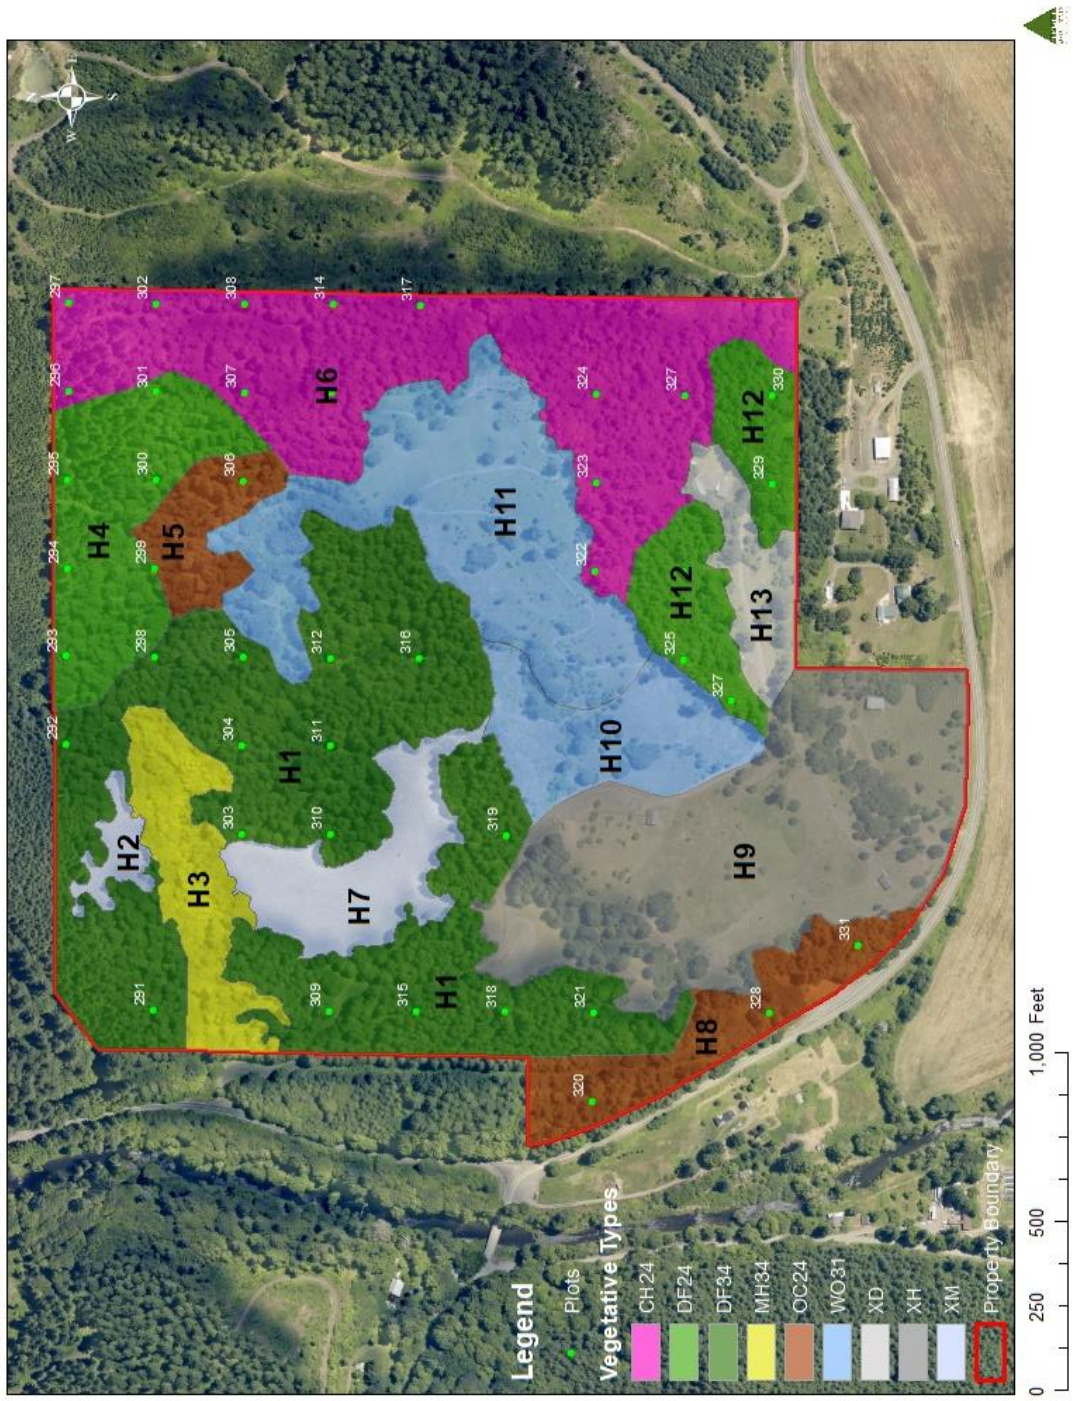 N
W E
S
292 293 294 295 296 297
H4
H2
291 298 299 300 301 302
H5
H3
303 304 305 306 307 308
H1
H6
309 310 311 312 314
H7
315 316 317
H1
318 319
H11
320 321 322 323 324
H10
325 327
H12
H8
327
H9
H12
H13
328 329 330
331
Legend
Plots
Vegetative Types
CH24
DF24
DF34
MH34
OC24
WO31
XD
XH
XM
Property Boundary
0 250 500 1,000 Feet